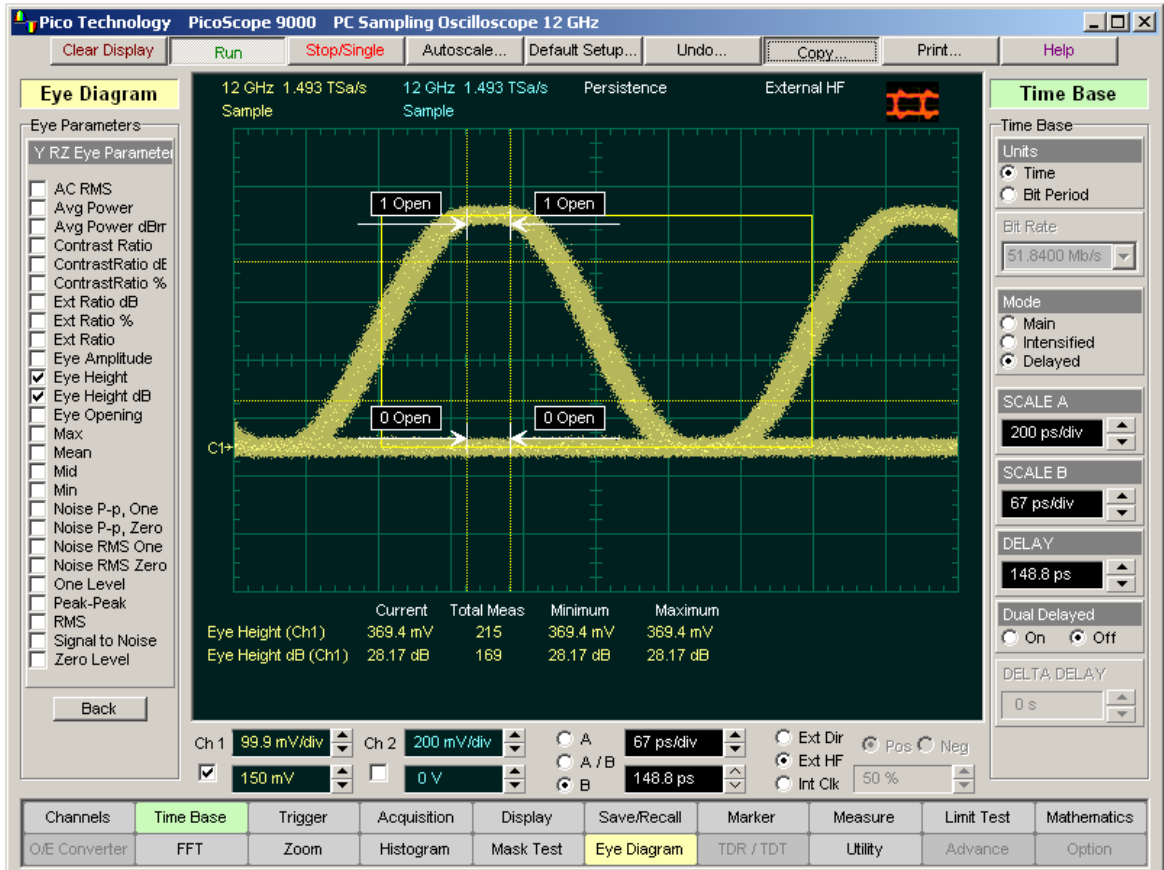 Pico Technology PicoScope 9000 PC Sampling Oscilloscope 12 GHz
Clear Display Run Stop/Single Autoscale... Default Setup... Undo... Copy... Print... Help
Eye Diagram
Eye Parameters
Y RZ Eye Parameter
AC RMS
Avg Power
Avg Power dBm
Contrast Ratio
ContrastRatio dB
ContrastRatio %
Ext Ratio dB
Ext Ratio %
Ext Ratio
Eye Amplitude
Eye Height
Eye Height dB
Eye Opening
Max
Mean
Mid
Min
Noise P-p, One
Noise P-p, Zero
Noise RMS One
Noise RMS Zero
One Level
Peak-Peak
RMS
Signal to Noise
Zero Level
Back
12 GHz 1.493 TSa/s 12 GHz 1.493 TSa/s Persistence External HF
Sample Sample
1 Open 1 Open
0 Open 0 Open
C1
Current Total Meas Minimum Maximum
Eye Height (Ch1) 369.4 mV 215 369.4 mV 369.4 mV
Eye Height dB (Ch1) 28.17 dB 169 28.17 dB 28.17 dB
Time Base
Time Base
Units
Time
Bit Period
Bit Rate
51.8400 Mb/s
Mode
Main
Intensified
Delayed
SCALE A
200 ps/div
SCALE B
67 ps/div
DELAY
148.8 ps
Dual Delayed
On Off
DELTA DELAY
0 s
Ch 1 99.9 mV/div Ch 2 200 mV/div A 67 ps/div Ext Dir Pos Neg
A / B Ext HF
150 mV 0 V B 148.8 ps Int Clk 50 %
Channels Time Base Trigger Acquisition Display Save/Recall Marker Measure Limit Test Mathematics
O/E Converter FFT Zoom Histogram Mask Test Eye Diagram TDR / TDT Utility Advance Option